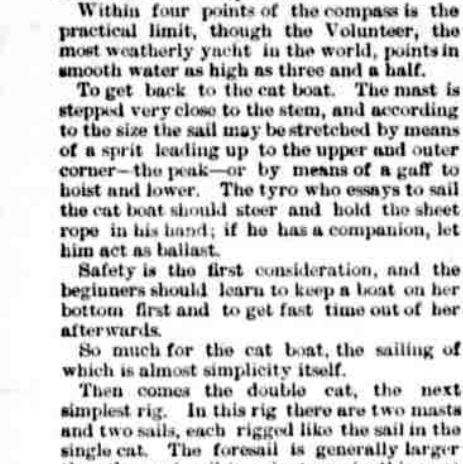 Within four points of the compass is the
practical limit, though the Volunteer, the
most weatherly yacht in the world, points in
smooth water as high as three and a half.
To get back to the cat boat. The mast is
stepped very close to the stem, and according
to the size the sail may be stretched by means
of a sprit leading up to the upper and outer
corner—the peak—or by means of a gaff to
hoist and lower. The tyro who essays to sail
the cat boat should steer and hold the sheet
rope in his hand; if he has a companion, let
him act as ballast.
Safety is the first consideration, and the
beginners should learn to keep a boat on her
bottom first and to get fast time out of her
afterwards.
So much for the cat boat, the sailing of
which is almost simplicity itself.
Then comes the double cat, the next
simplest rig. In this rig there are two masts
and two sails, each rigged like the sail in the
single cat. The foresail is generally larger